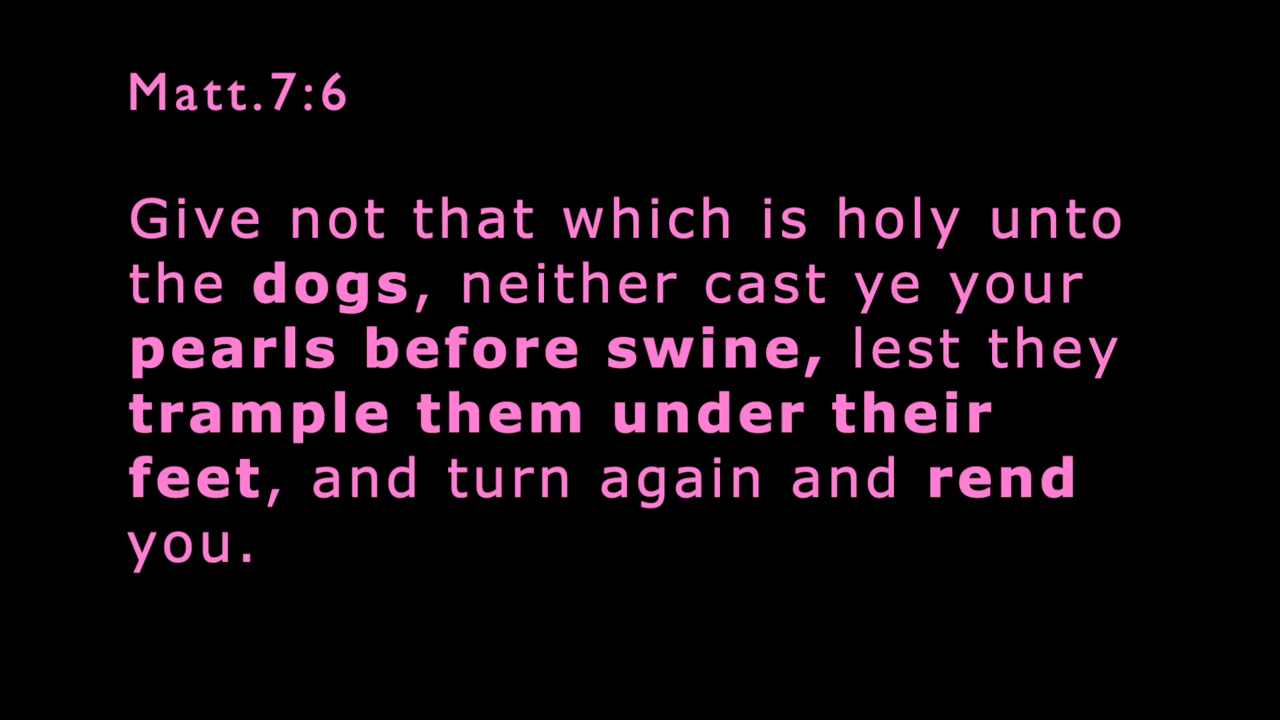 Matt.7:6
Give not that which is holy unto
the dogs, neither cast ye your
pearls before swine, lest they
trample them under their
feet, and turn again and rend
you.